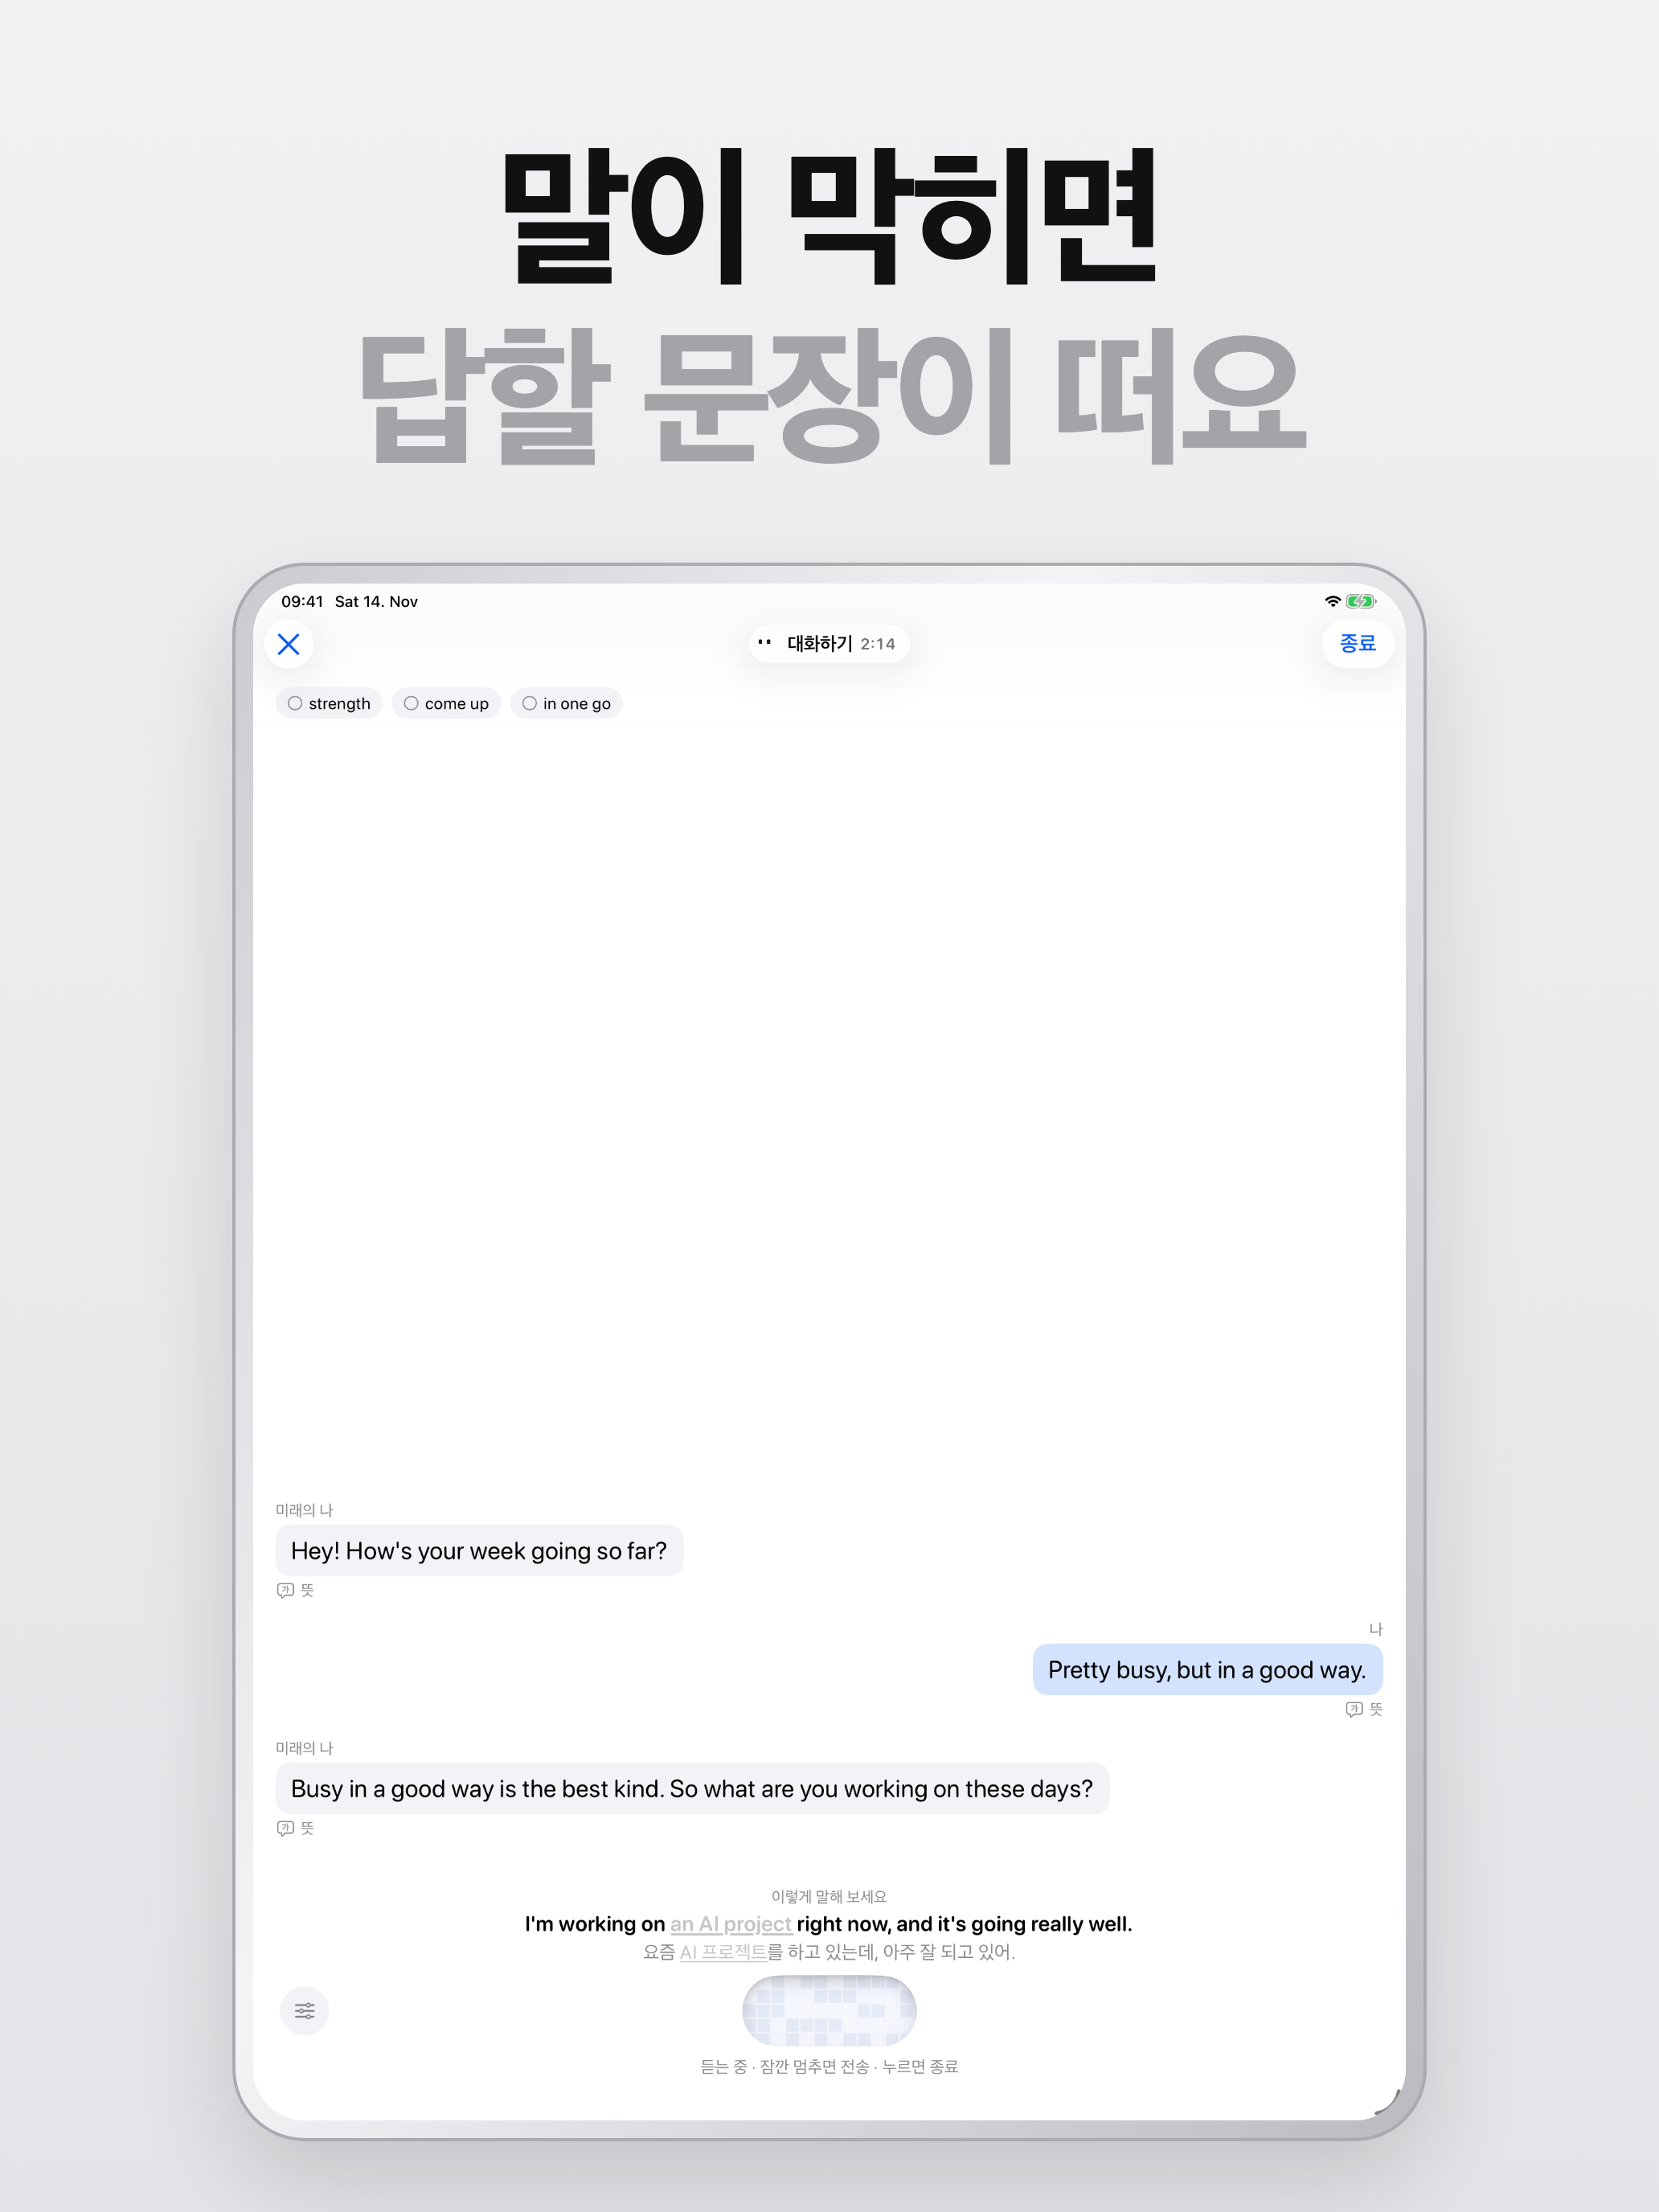 말이 막히면
답할 문장이 떠요
09:41 Sat 14. Nov
대화하기 2:14
종료
strength
come up
in one go
미래의 나
Hey! How's your week going so far?
가 뜻
나
Pretty busy, but in a good way.
가 뜻
미래의 나
Busy in a good way is the best kind. So what are you working on these days?
가 뜻
이렇게 말해 보세요
I'm working on an AI project right now, and it's going really well.
요즘 AI 프로젝트를 하고 있는데, 아주 잘 되고 있어.
듣는 중 · 잠깐 멈추면 전송 · 누르면 종료